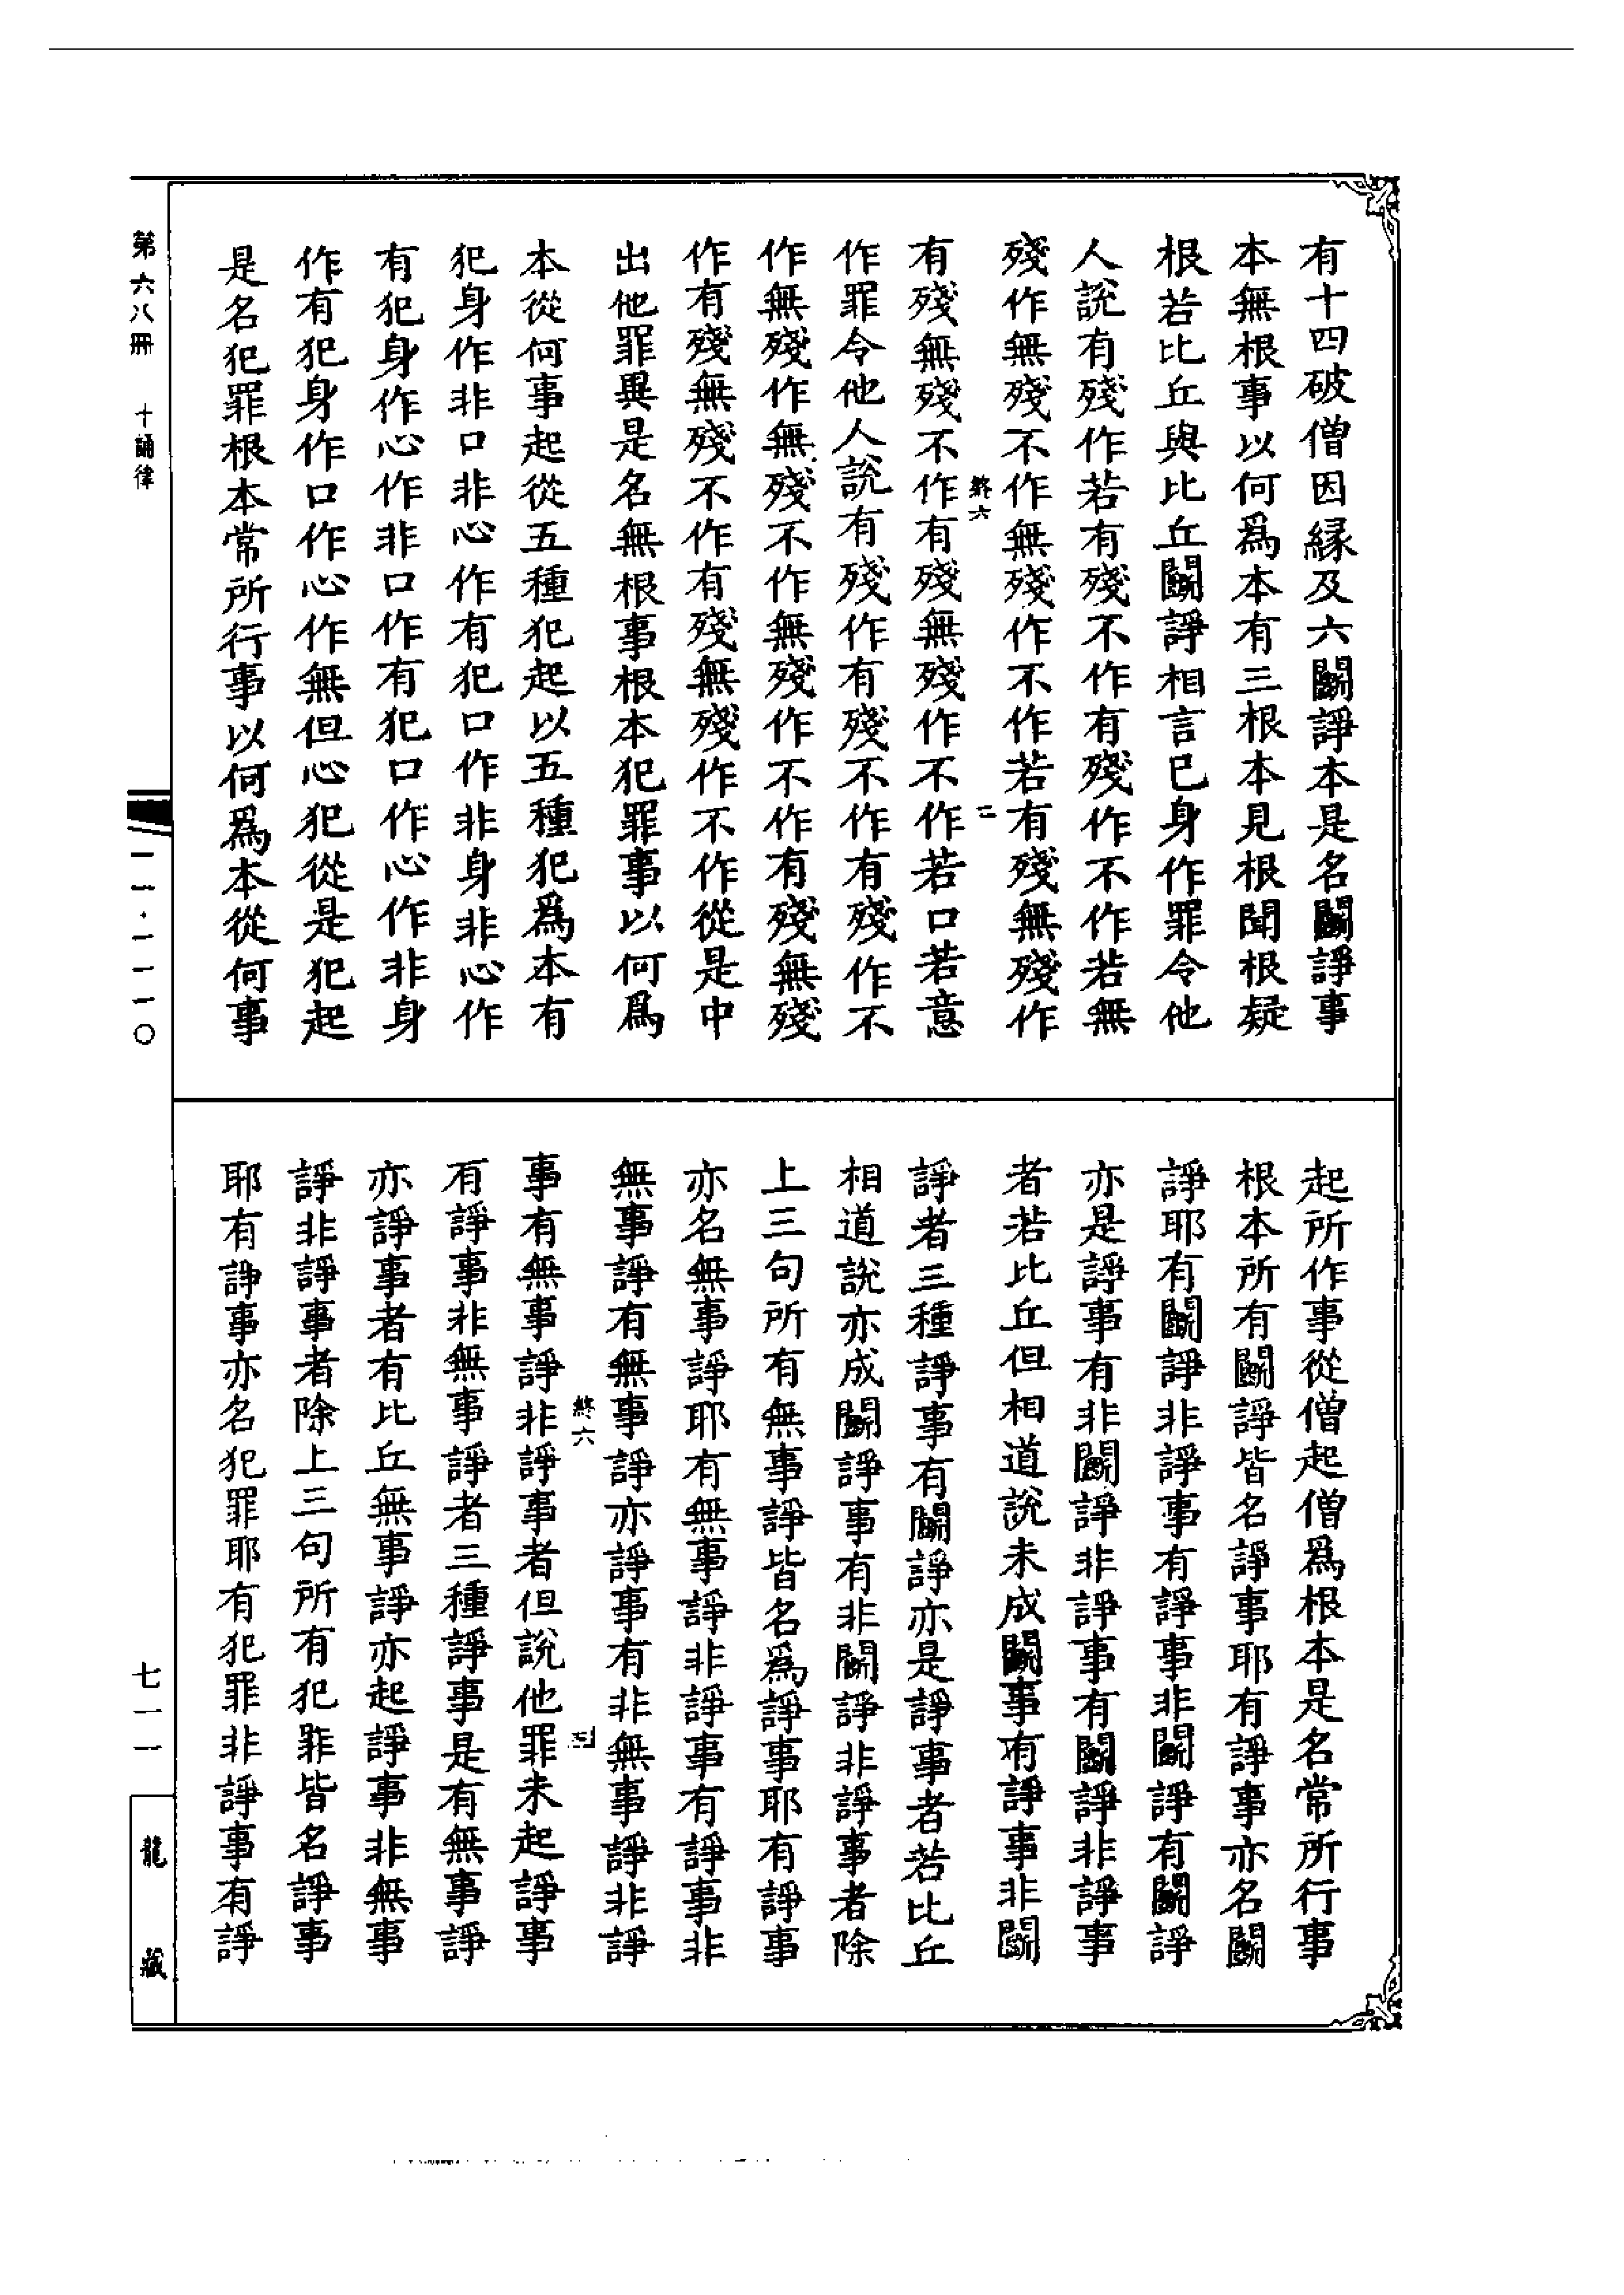 有十四破僧因縁及六鬭諍本是名鬭諍事
本無根事以何爲本有三根本見根聞根疑
根若比丘與比丘鬭諍相言已身作罪令他
人說有殘作若有殘不作有殘作不作若無
殘作無殘不作無殘作不作若有殘無殘作
終六 二
有殘無殘不作有殘無殘作不作若口若意
作罪令他人說有殘作有殘不作有殘作不
作無殘作無殘不作無殘作不作有殘無殘
作有殘無殘不作有殘無殘作不作從是中
出他罪異是名無根事根本犯罪事以何爲
本從何事起從五種犯起以五種犯爲本有
犯身作非口非心作有犯口作非身非心作
有犯身作心作非口作有犯口作心作非身
作有犯身作口作心作無但心犯從是犯起
是名犯罪根本常所行事以何爲本從何事
起所作事從僧起僧爲根本是名常所行事
根本所有鬭諍皆名諍事耶有諍事亦名鬭
諍耶有鬭諍非諍事有諍事非鬭諍有鬭諍
亦是諍事有非鬭諍非諍事有鬭諍非諍事
者若比丘但相道說未成鬭事有諍事非鬭
諍者三種諍事有鬭諍亦是諍事者若比丘
相道說亦成鬭諍事有非鬭諍非諍事者除
上三句所有無事諍皆名爲諍事耶有諍事
亦名無事諍耶有無事諍非諍事有諍事非
無事諍有無事諍亦諍事有非無事諍非諍
終六
事有無事諍非諍事者但說他罪未起諍事
有諍事非無事諍者三種諍事是有無事諍
亦諍事者有比丘無事諍亦起諍事非無事
諍非諍事者除上三句所有犯罪皆名諍事
耶有諍事亦名犯罪耶有犯罪非諍事有諍
第六八冊 十誦律
一一·一一一〇
七一一
龍藏